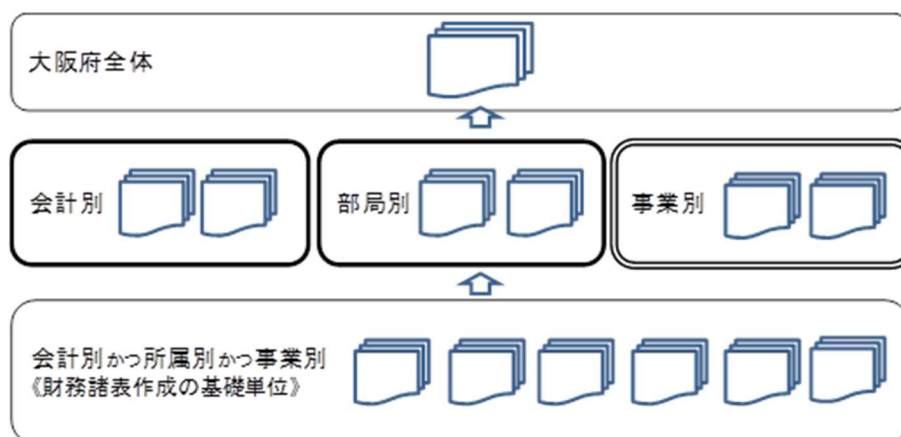 大阪府全体
会計別
部局別
事業別
会計別かつ所属別かつ事業別
《財務諸表作成の基礎単位》